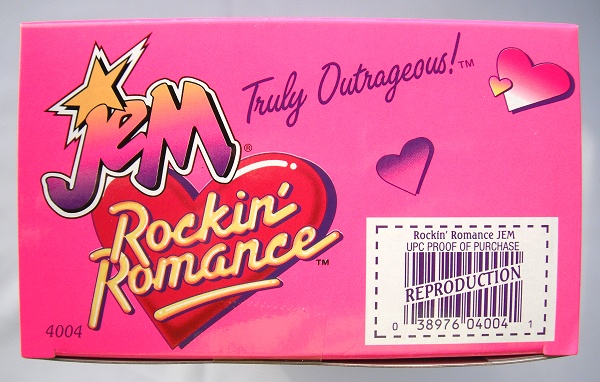 JEM®
Truly Outrageous!™
Rockin'
Romance™
4004
Rockin' Romance JEM
UPC PROOF OF PURCHASE
REPRODUCTION
0 38976 04004 1